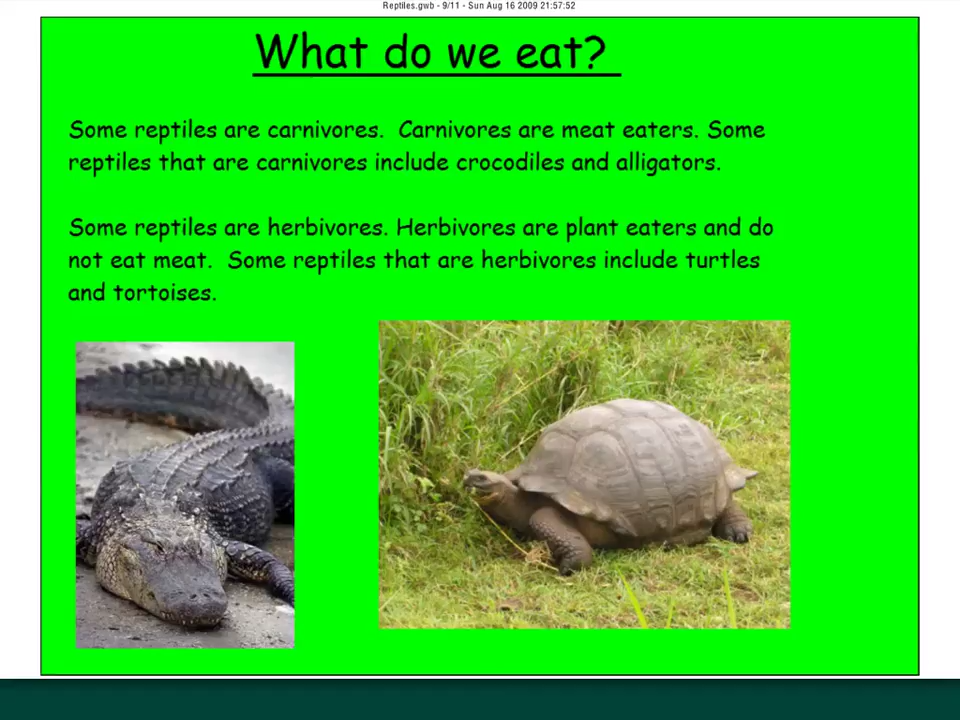 Reptiles.gwb - 9/11 - Sun Aug 16 2009 21:57:52
What do we eat?
Some reptiles are carnivores.  Carnivores are meat eaters. Some
reptiles that are carnivores include crocodiles and alligators.
Some reptiles are herbivores. Herbivores are plant eaters and do
not eat meat.  Some reptiles that are herbivores include turtles
and tortoises.